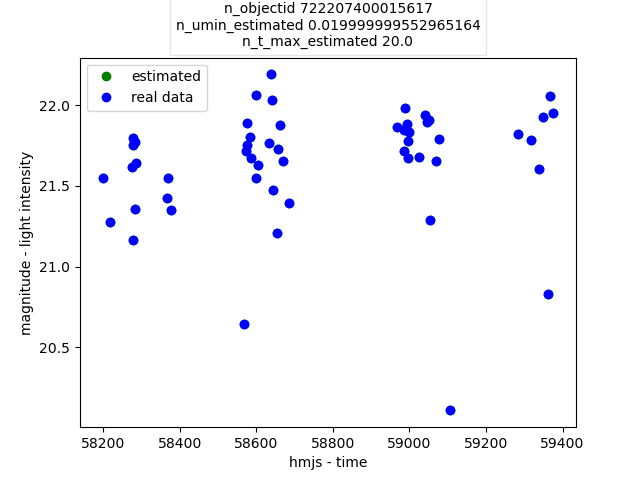 n_objectid 722207400015617
n_umin_estimated 0.019999999552965164
n_t_max_estimated 20.0
estimated
real data
22.0
21.5
21.0
20.5
magnitude - light intensity
58200 58400 58600 58800 59000 59200 59400
hmjs - time